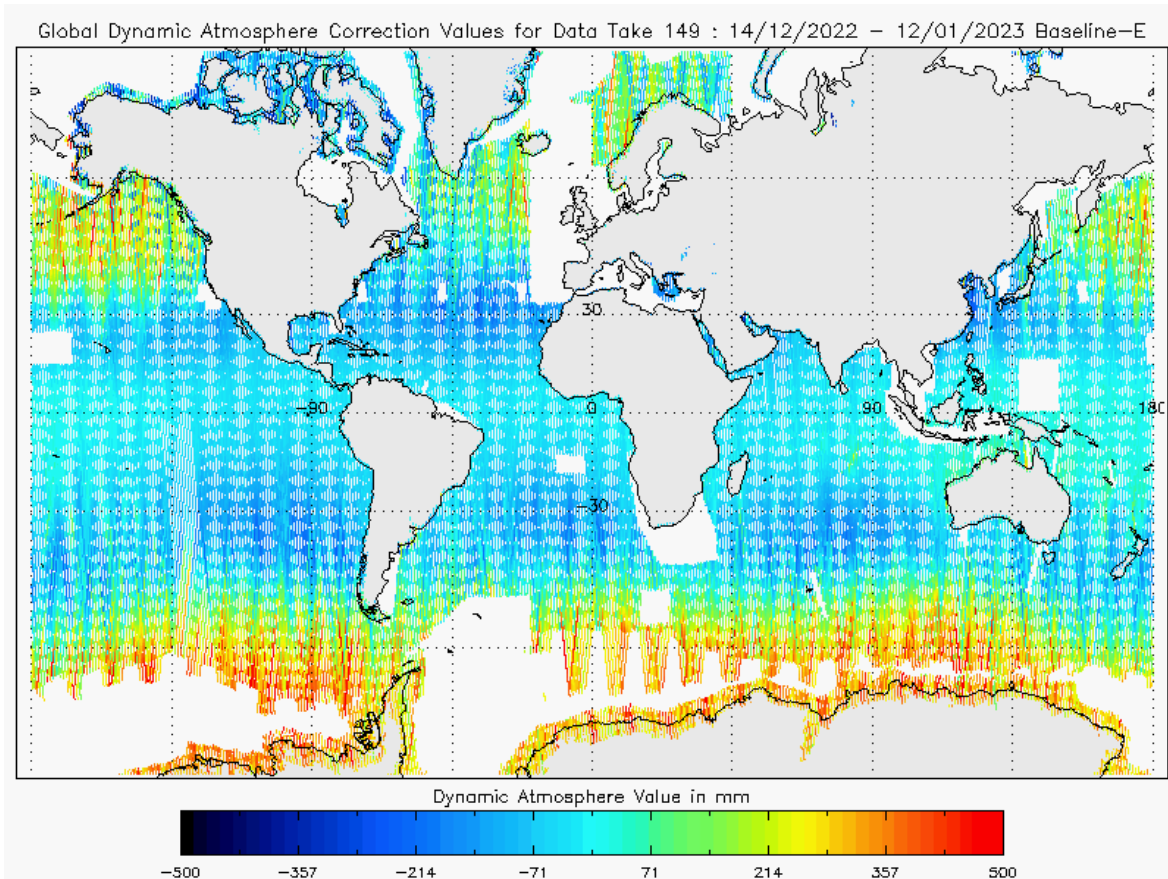 Global Dynamic Atmosphere Correction Values for Data Take 149 : 14/12/2022 – 12/01/2023 Baseline–E
30
–90 0 90 180
–30
Dynamic Atmosphere Value in mm
–500 –357 –214 –71 71 214 357 500